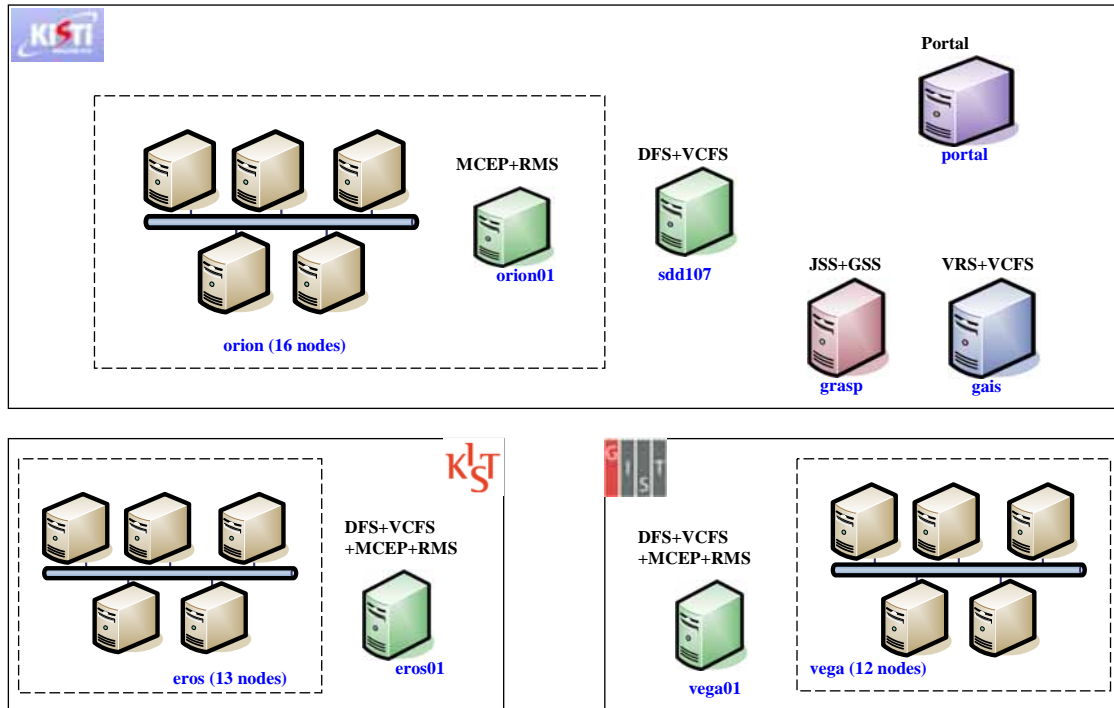 KiSTi
Portal
portal
MCEP+RMS
orion01
DFS+VCFS
sdd107
orion (16 nodes)
JSS+GSS
grasp
VRS+VCFS
gais
KIST
DFS+VCFS
+MCEP+RMS
eros01
eros (13 nodes)
GIST
DFS+VCFS
+MCEP+RMS
vega01
vega (12 nodes)